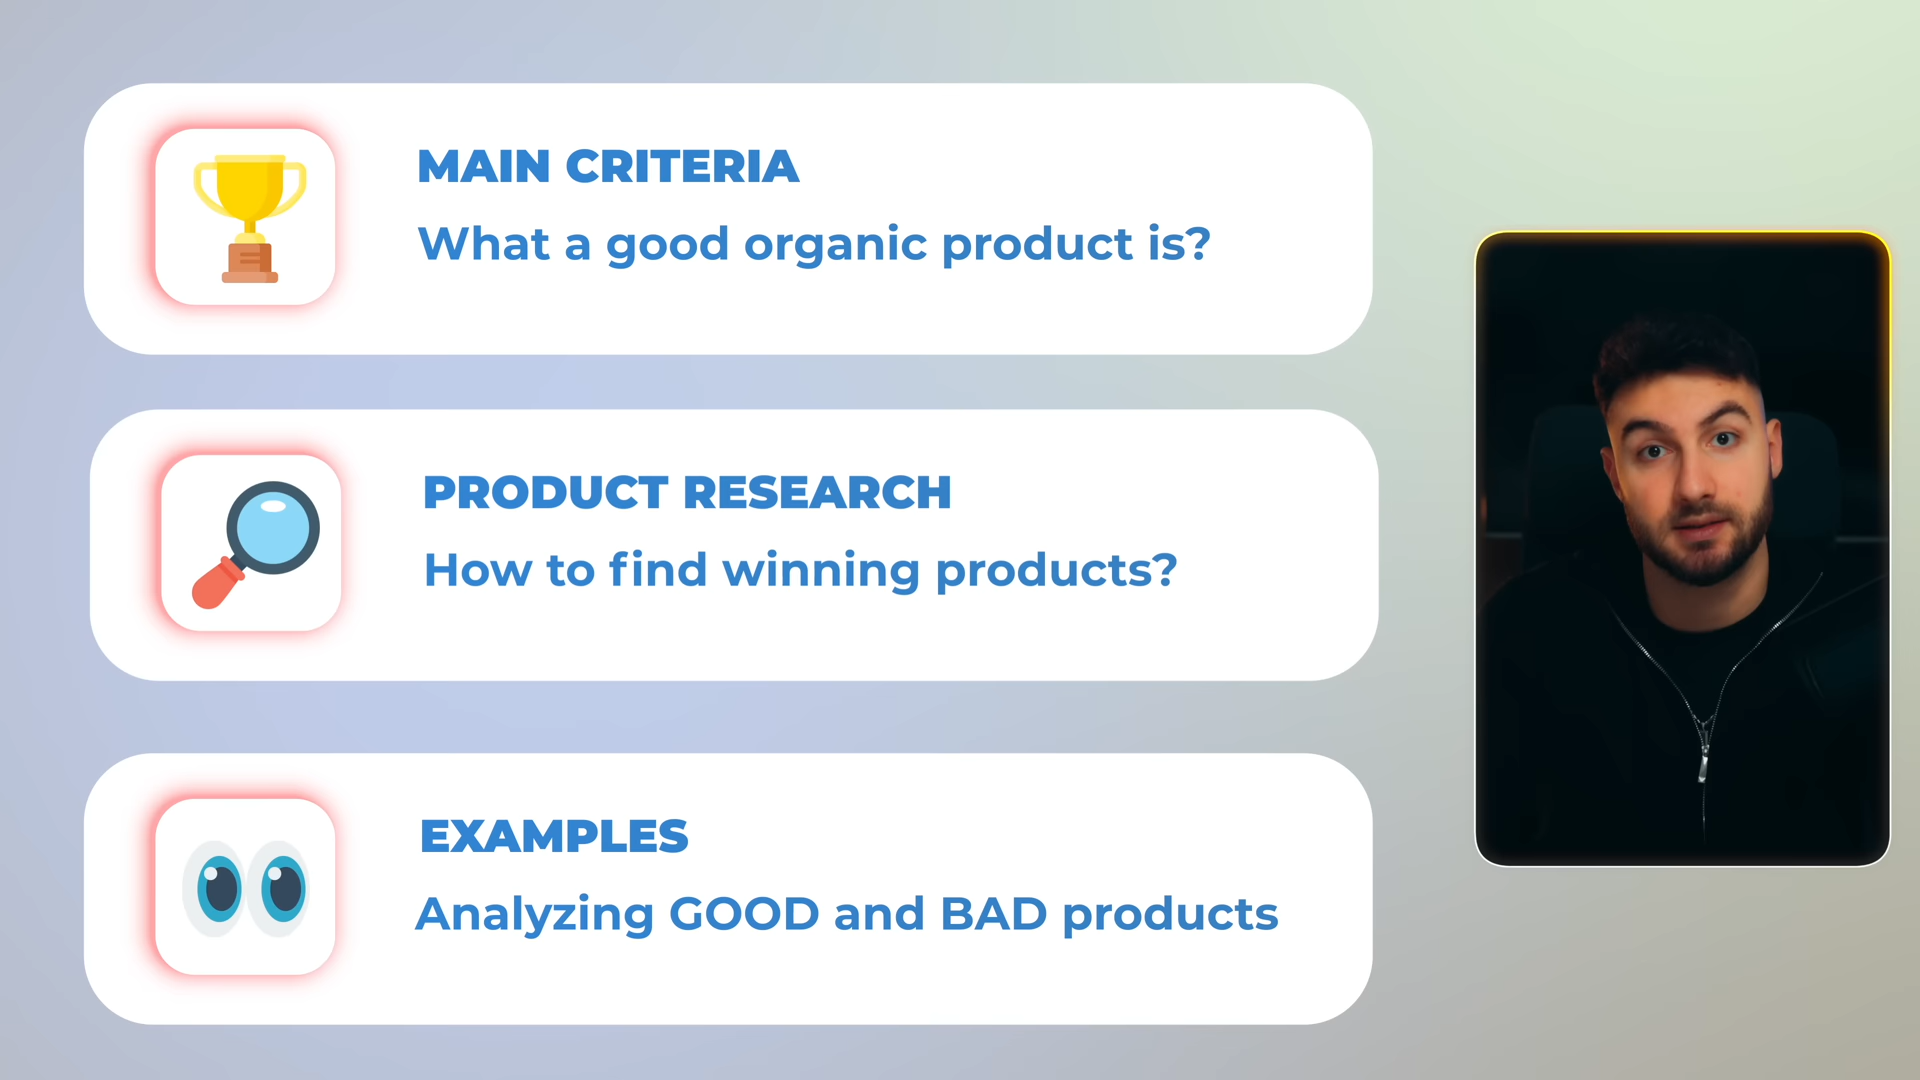 MAIN CRITERIA
What a good organic product is?
PRODUCT RESEARCH
How to find winning products?
EXAMPLES
Analyzing GOOD and BAD products